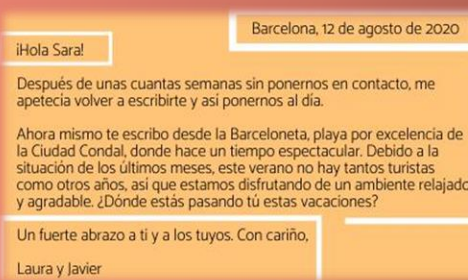 Barcelona, 12 de agosto de 2020
¡Hola Sara!
Después de unas cuantas semanas sin ponernos en contacto, me
apetecía volver a escribirte y así ponernos al día.
Ahora mismo te escribo desde la Barceloneta, playa por excelencia de
la Ciudad Condal, donde hace un tiempo espectacular. Debido a la
situación de los últimos meses, este verano no hay tantos turistas
como otros años, así que estamos disfrutando de un ambiente relajado
y agradable. ¿Dónde estás pasando tú estas vacaciones?
Un fuerte abrazo a ti y a los tuyos. Con cariño,
Laura y Javier